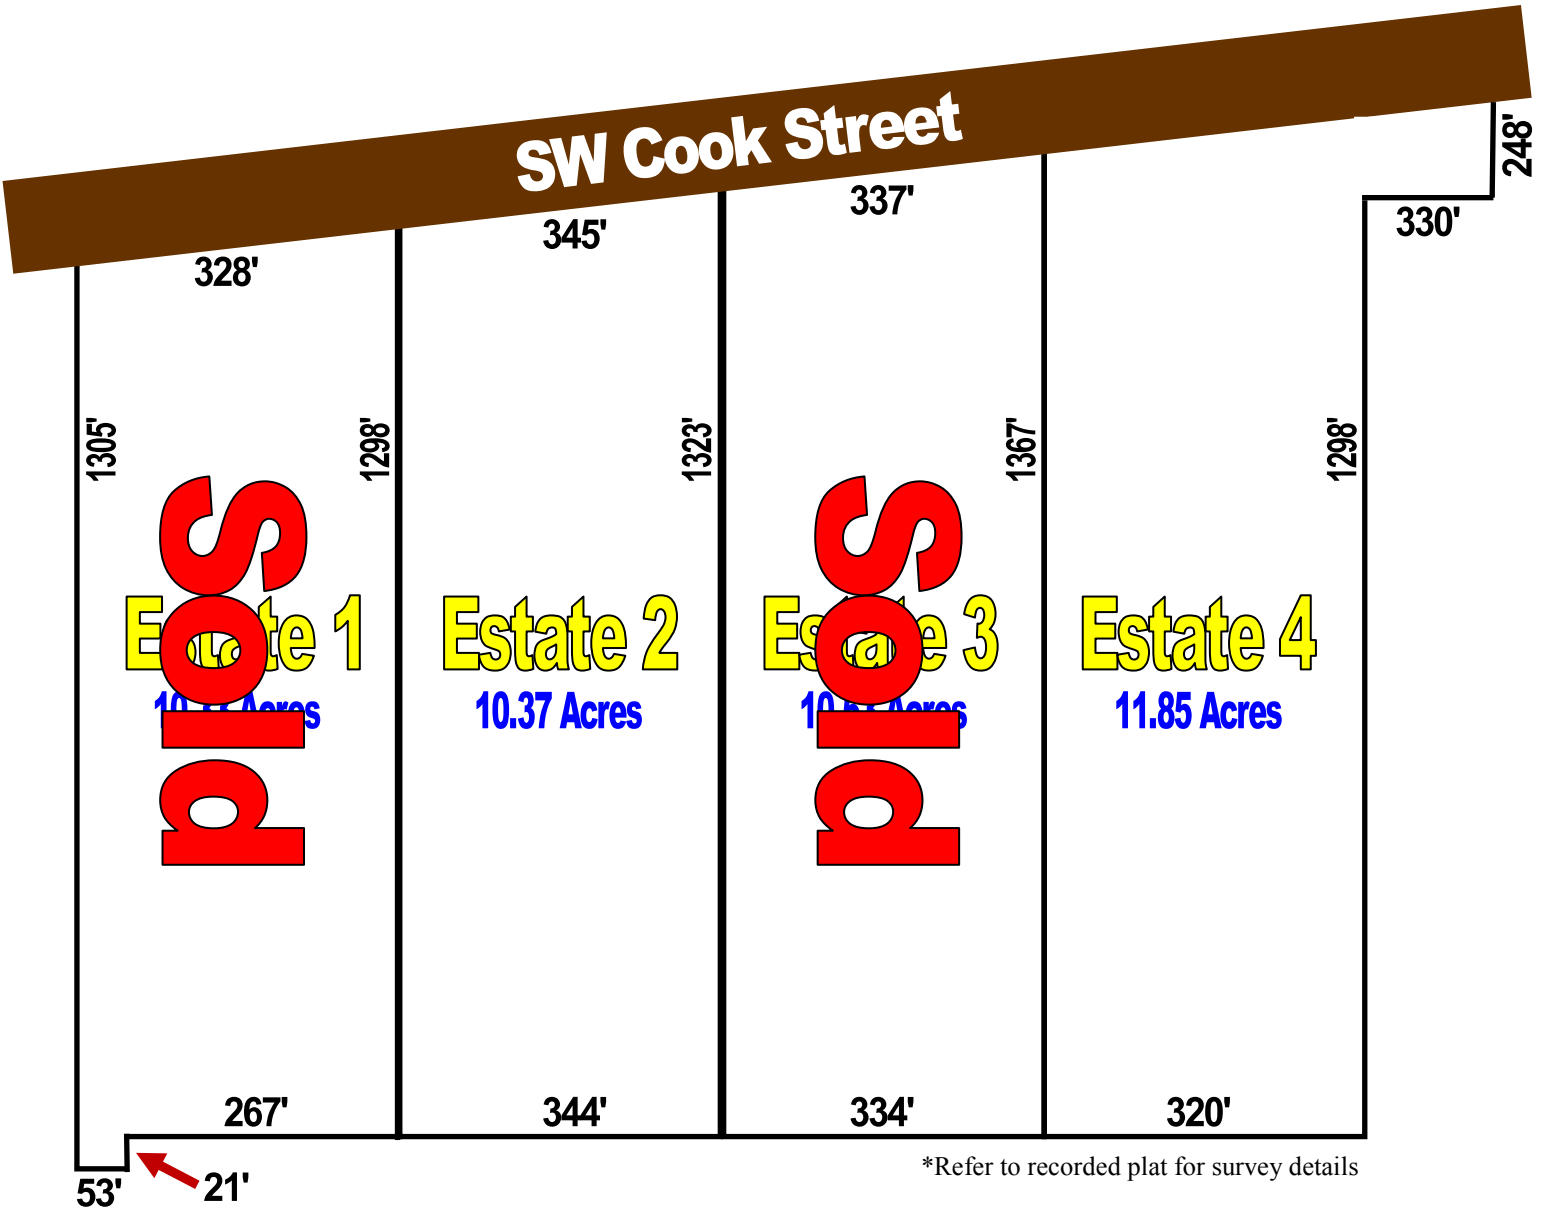 SW Cook Street
248'
330'
337'
345'
328'
1305'
1298'
1323'
1367'
1298'
Sold
Sold
Estate 1
Estate 2
Estate 3
Estate 4
Acres
10.37 Acres
Acres
11.85 Acres
267'
344'
334'
320'
*Refer to recorded plat for survey details
53'
21'